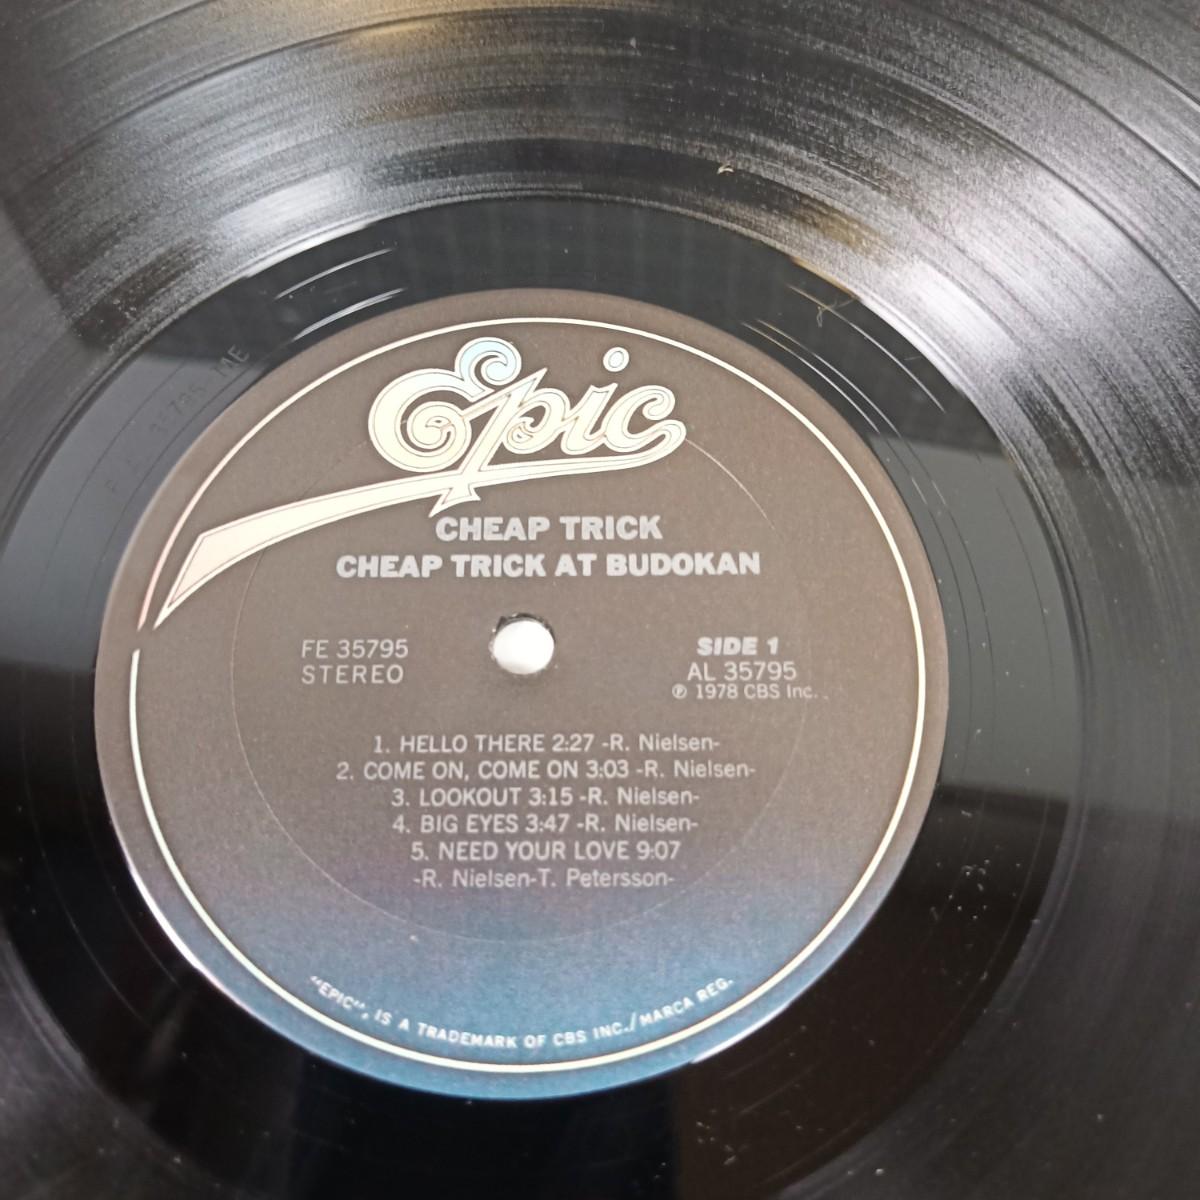 Epic
CHEAP TRICK
CHEAP TRICK AT BUDOKAN
FE 35795
STEREO
SIDE 1
AL 35795
℗ 1978 CBS Inc.
1. HELLO THERE 2:27 -R. Nielsen-
2. COME ON, COME ON 3:03 -R. Nielsen-
3. LOOKOUT 3:15 -R. Nielsen-
4. BIG EYES 3:47 -R. Nielsen-
5. NEED YOUR LOVE 9:07
-R. Nielsen-T. Petersson-
"EPIC", IS A TRADEMARK OF CBS INC./MARCA REG.